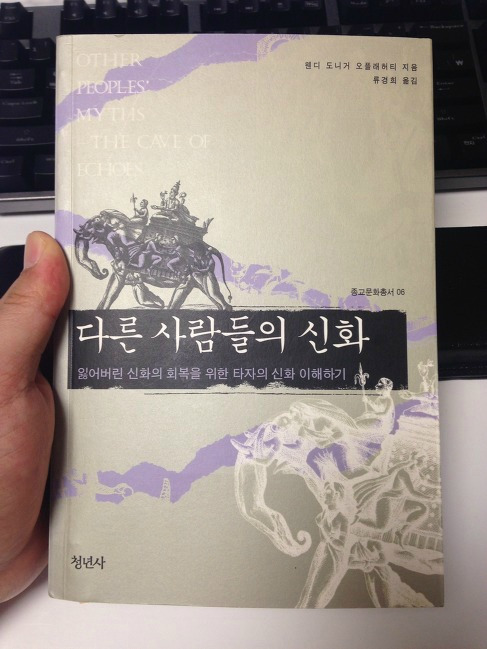 OTHER
PEOPLES'
MYTHS
- THE CAVE OF
ECHOES
웬디 도니거 오플래허티 지음
류경희 옮김
종교문화총서 06
다른 사람들의 신화
잃어버린 신화의 회복을 위한 타자의 신화 이해하기
청년사